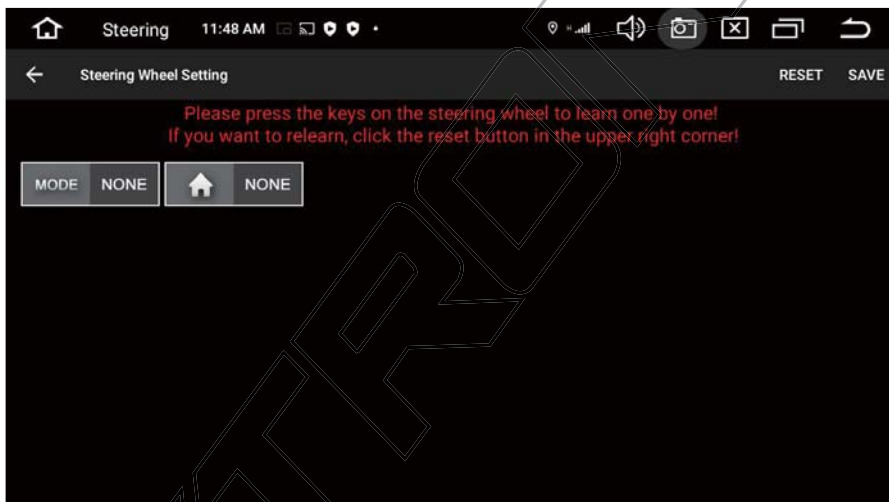 Steering 11:48 AM
Steering Wheel Setting RESET SAVE
Please press the keys on the steering wheel to learn one by one!
If you want to relearn, click the reset button in the upper right corner!
MODE NONE NONE